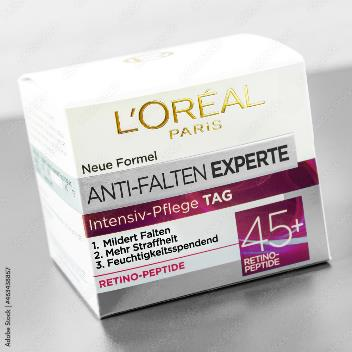 L'ORÉAL
PARIS
Neue Formel
ANTI-FALTEN EXPERTE
Intensiv-Pflege TAG
1. Mildert Falten
2. Mehr Straffheit
3. Feuchtigkeitsspendend
RETINO-PEPTIDE
45+
RETINO-
PEPTIDE
Adobe Stock | #463458857